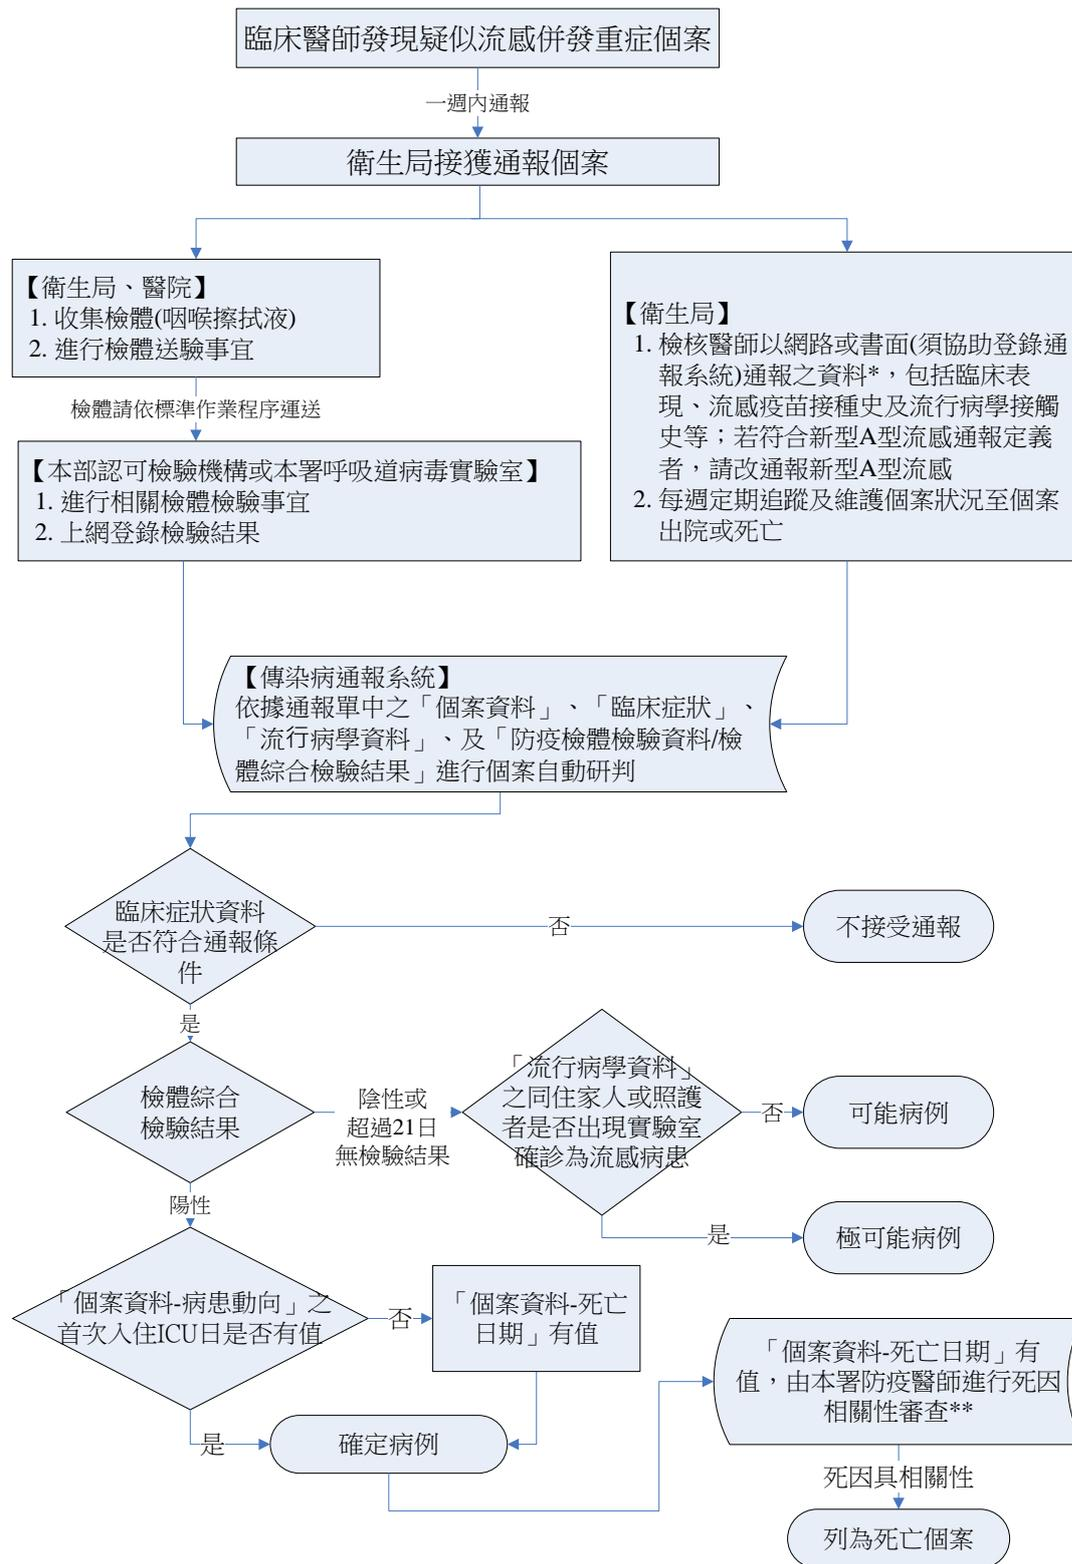 臨床醫師發現疑似流感併發重症個案
一週內通報
衛生局接獲通報個案
【衛生局、醫院】
1. 收集檢體(咽喉擦拭液)
2. 進行檢體送驗事宜
檢體請依標準作業程序運送
【本部認可檢驗機構或本署呼吸道病毒實驗室】
1. 進行相關檢體檢驗事宜
2. 上網登錄檢驗結果
【衛生局】
1. 檢核醫師以網路或書面(須協助登錄通
報系統)通報之資料*，包括臨床表
現、流感疫苗接種史及流行病學接觸
史等；若符合新型A型流感通報定義
者，請改通報新型A型流感
2. 每週定期追蹤及維護個案狀況至個案
出院或死亡
【傳染病通報系統】
依據通報單中之「個案資料」、「臨床症狀」、
「流行病學資料」、及「防疫檢體檢驗資料/檢
體綜合檢驗結果」進行個案自動研判
臨床症狀資料
是否符合通報條
件
否
不接受通報
是
檢體綜合
檢驗結果
陰性或
超過21日
無檢驗結果
「流行病學資料」
之同住家人或照護
者是否出現實驗室
確診為流感病患
否
可能病例
是
極可能病例
陽性
「個案資料-病患動向」之
首次入住ICU日是否有值
否
「個案資料-死亡
日期」有值
是
確定病例
「個案資料-死亡日期」有
值，由本署防疫醫師進行死因
相關性審查**
死因具相關性
列為死亡個案